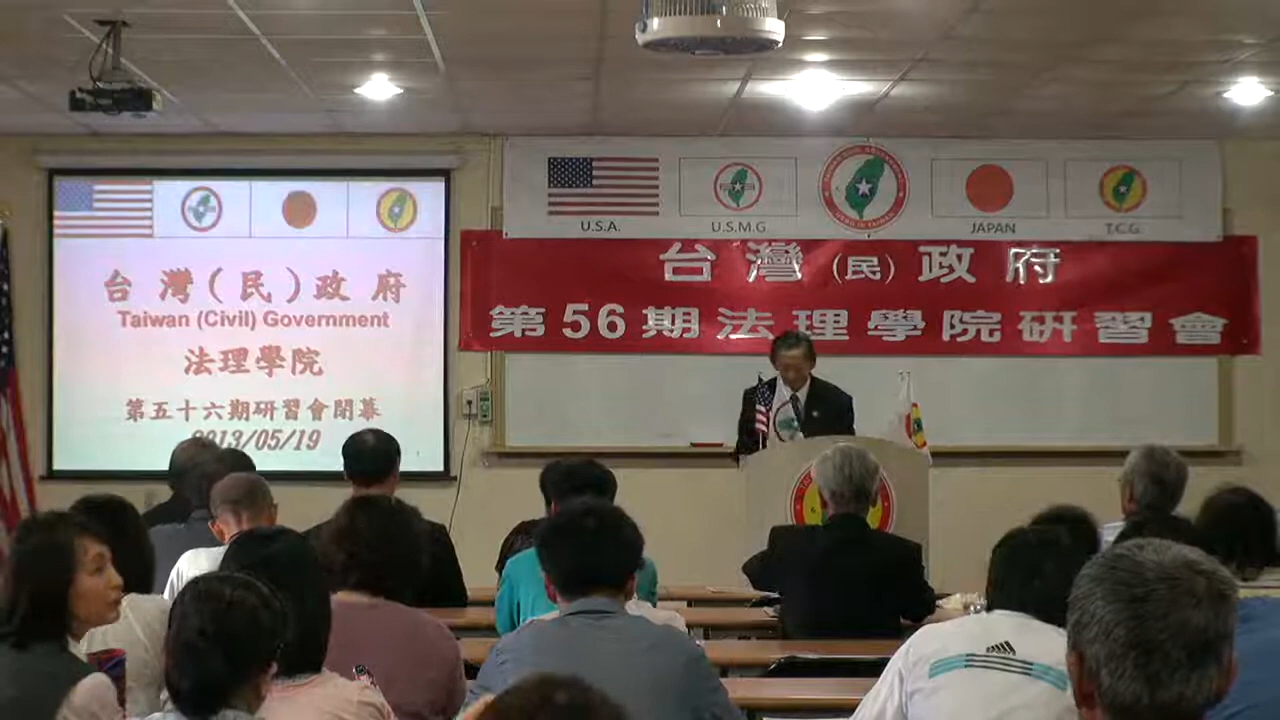 台灣(民)政府
Taiwan (Civil) Government
法理學院
第五十六期研習會閉幕
2013/05/19
U.S.A.
U.S.M.G.
JAPAN
T.C.G.
台灣(民)政府
第56期法理學院研習會